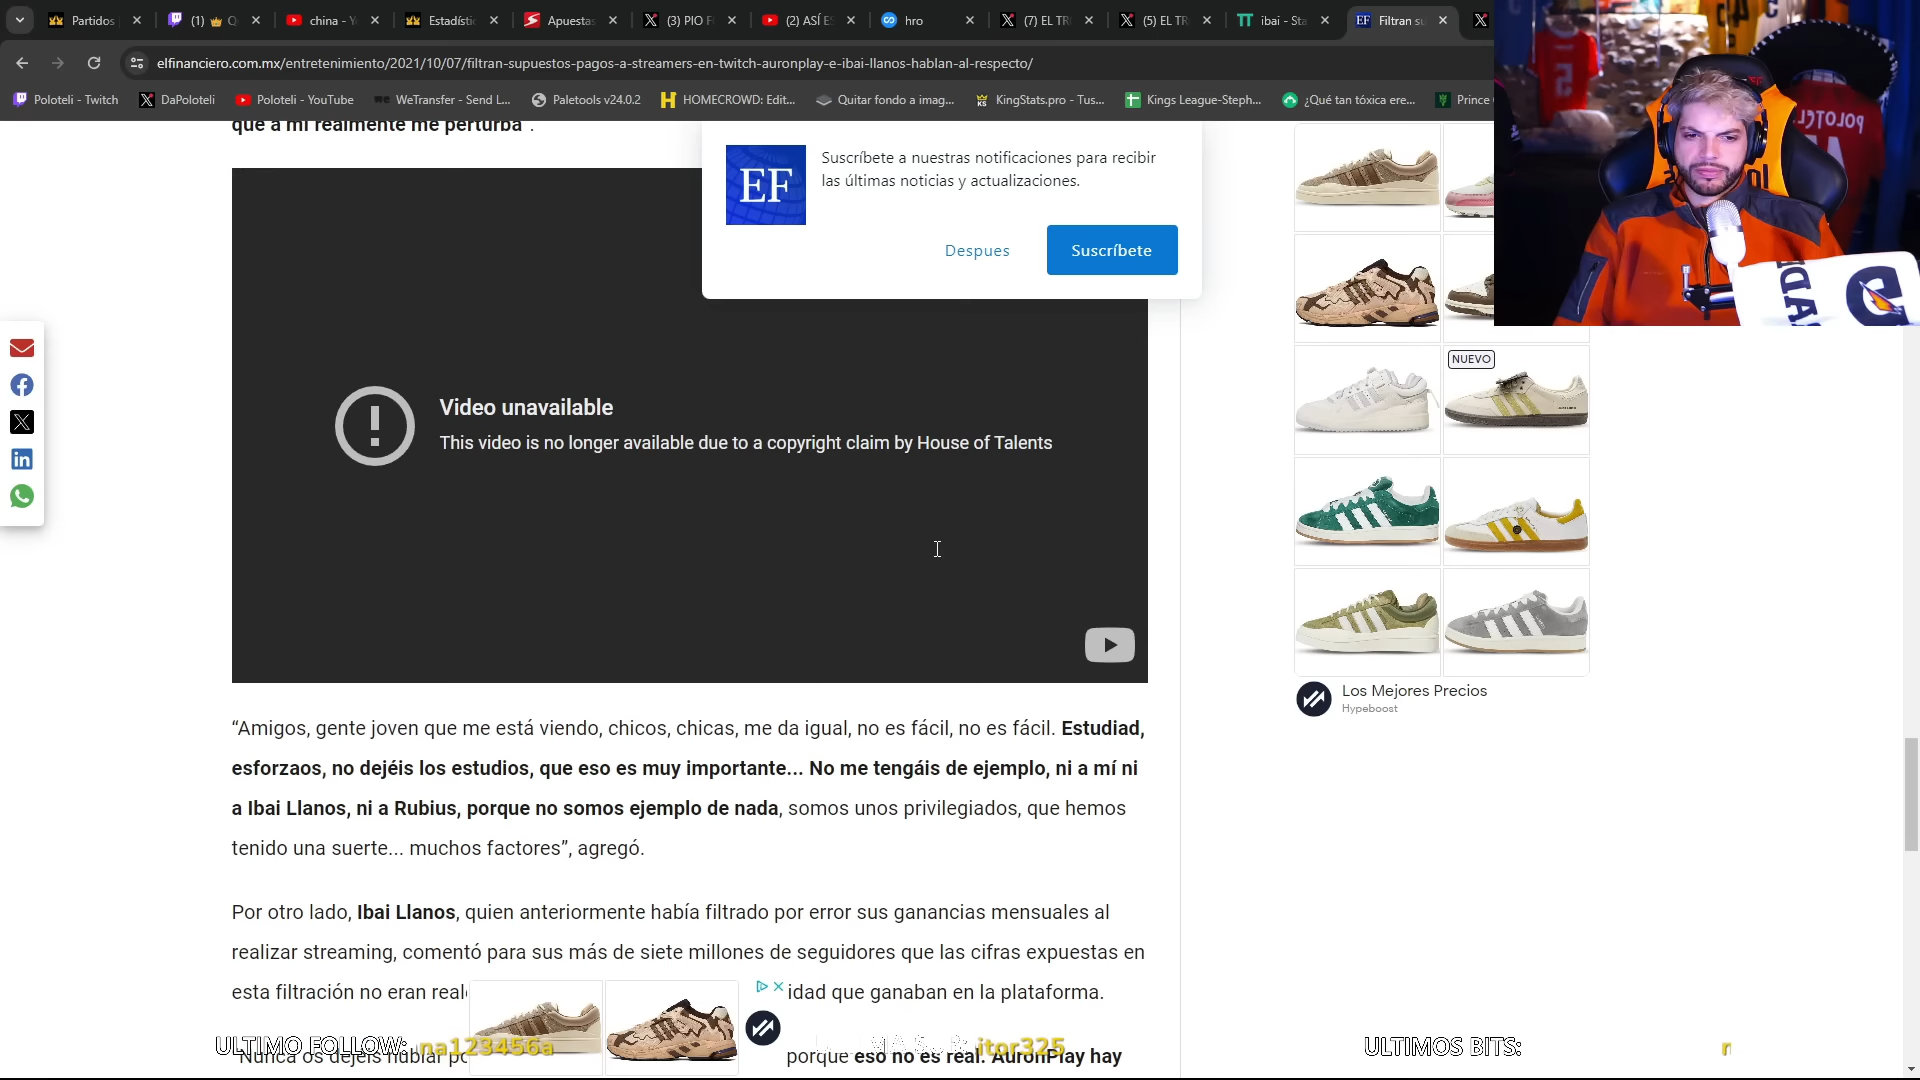 Partidos
(1)
china - Y
Estadístic
Apuestas
(3) PIO F
(2) ASÍ ES
hro
(7) EL TR
(5) EL TR
ibai - Sta
Filtran su
elfinanciero.com.mx/entretenimiento/2021/10/07/filtran-supuestos-pagos-a-streamers-en-twitch-auronplay-e-ibai-llanos-hablan-al-respecto/
Poloteli - Twitch
DaPoloteli
Poloteli - YouTube
WeTransfer - Send L...
Paletools v24.0.2
HOMECROWD: Edit...
Quitar fondo a imag...
KingStats.pro - Tus...
Kings League-Steph...
¿Qué tan tóxica ere...
Prince
que a mí realmente me perturba”.
EF
Suscríbete a nuestras notificaciones para recibir
las últimas noticias y actualizaciones.
Despues
Suscríbete
Video unavailable
This video is no longer available due to a copyright claim by House of Talents
NUEVO
Los Mejores Precios
Hypeboost
“Amigos, gente joven que me está viendo, chicos, chicas, me da igual, no es fácil, no es fácil. Estudiad,
esforzaos, no dejéis los estudios, que eso es muy importante... No me tengáis de ejemplo, ni a mí ni
a Ibai Llanos, ni a Rubius, porque no somos ejemplo de nada, somos unos privilegiados, que hemos
tenido una suerte... muchos factores”, agregó.
Por otro lado, Ibai Llanos, quien anteriormente había filtrado por error sus ganancias mensuales al
realizar streaming, comentó para sus más de siete millones de seguidores que las cifras expuestas en
esta filtración no eran real
idad que ganaban en la plataforma.
“Nunca os dejéis hablar po
porque eso no es real. AuronPlay hay
ULTIMO FOLLOW: na123456a
itor325
ULTIMOS BITS: